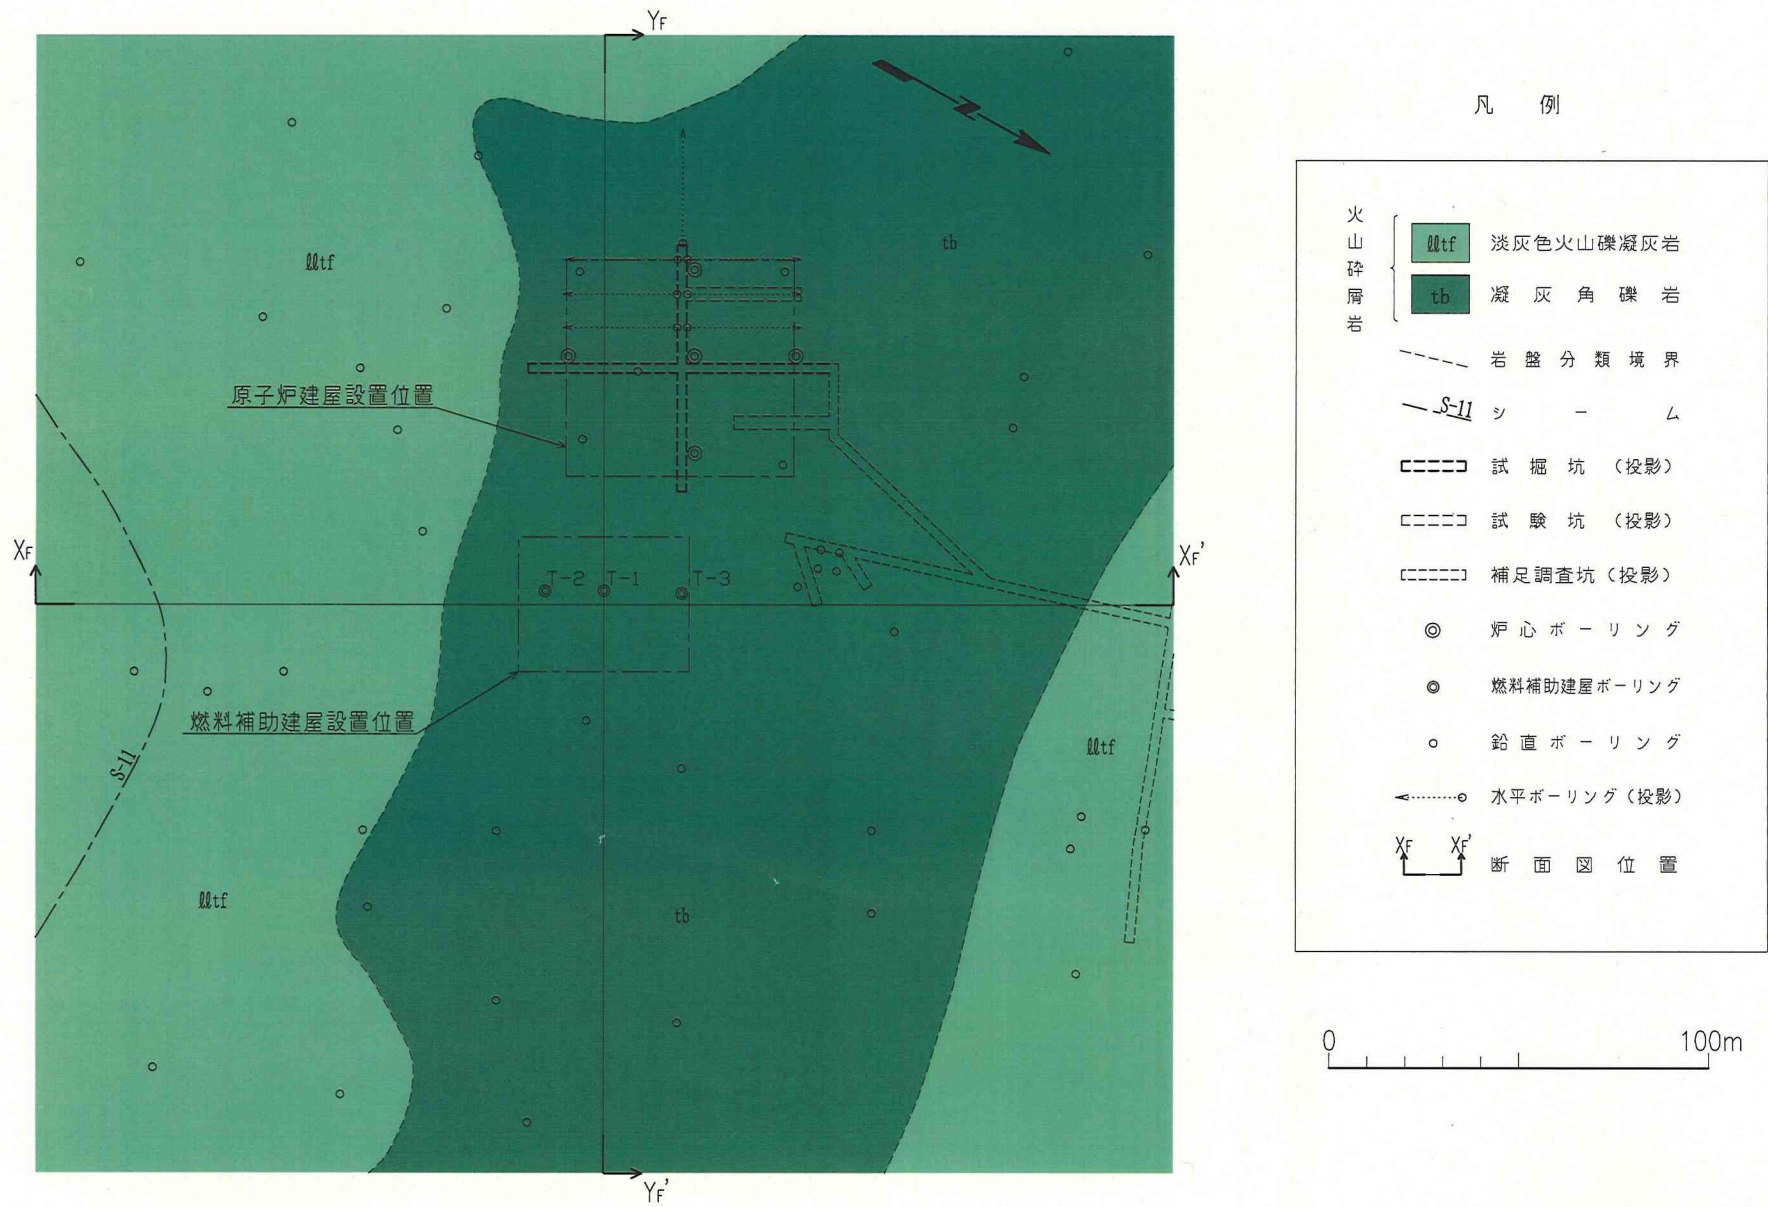 YF
N
ℓℓtf
tb
原子炉建屋設置位置
XF
XF'
T-2
T-1
T-3
燃料補助建屋設置位置
S-11
ℓℓtf
ℓℓtf
tb
YF'
凡 例
火山砕屑岩
ℓℓtf 淡灰色火山礫凝灰岩
tb 凝灰角礫岩
岩盤分類境界
S-11 シーム
試掘坑(投影)
試験坑(投影)
補足調査坑(投影)
炉心ボーリング
燃料補助建屋ボーリング
鉛直ボーリング
水平ボーリング(投影)
XF XF' 断面図位置
0 100m